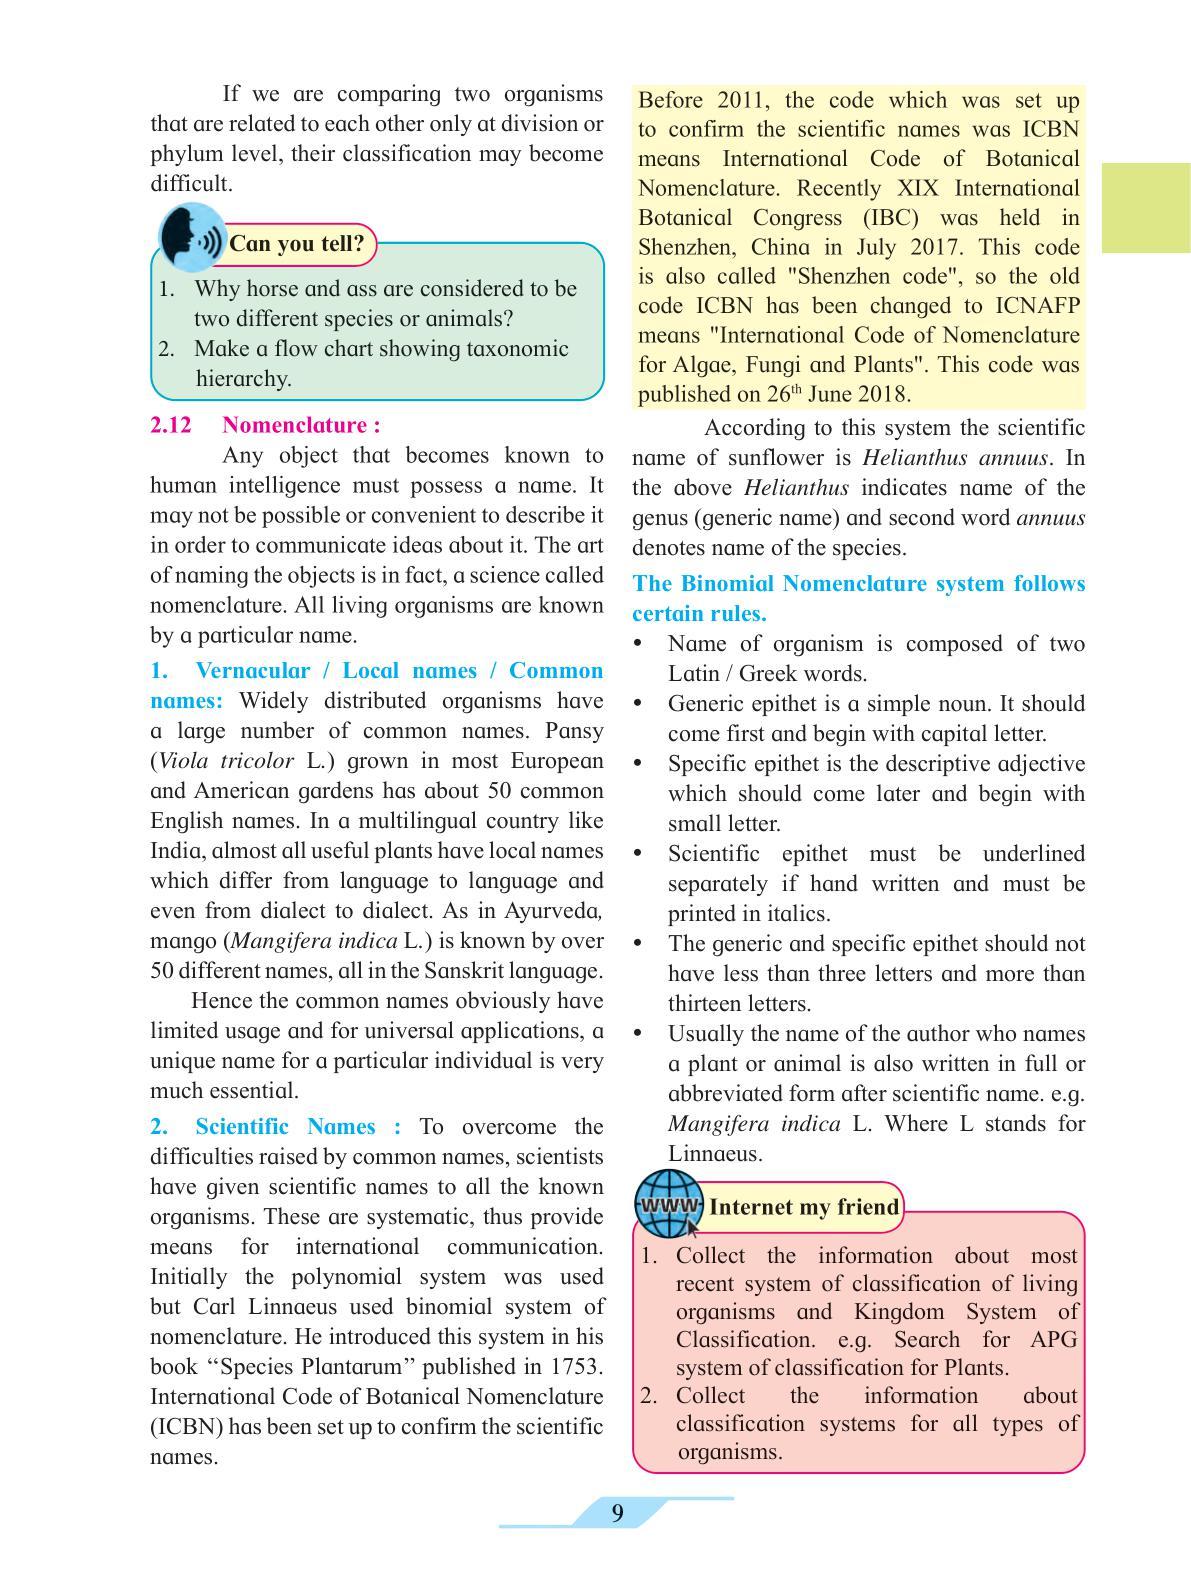 If we are comparing two organisms
that are related to each other only at division or
phylum level, their classification may become
difficult.
Can you tell?
1. Why horse and ass are considered to be
two different species or animals?
2. Make a flow chart showing taxonomic
hierarchy.
2.12 Nomenclature :
Any object that becomes known to
human intelligence must possess a name. It
may not be possible or convenient to describe it
in order to communicate ideas about it. The art
of naming the objects is in fact, a science called
nomenclature. All living organisms are known
by a particular name.
1. Vernacular / Local names / Common
names: Widely distributed organisms have
a large number of common names. Pansy
(Viola tricolor L.) grown in most European
and American gardens has about 50 common
English names. In a multilingual country like
India, almost all useful plants have local names
which differ from language to language and
even from dialect to dialect. As in Ayurveda,
mango (Mangifera indica L.) is known by over
50 different names, all in the Sanskrit language.
Hence the common names obviously have
limited usage and for universal applications, a
unique name for a particular individual is very
much essential.
2. Scientific Names : To overcome the
difficulties raised by common names, scientists
have given scientific names to all the known
organisms. These are systematic, thus provide
means for international communication.
Initially the polynomial system was used
but Carl Linnaeus used binomial system of
nomenclature. He introduced this system in his
book “Species Plantarum” published in 1753.
International Code of Botanical Nomenclature
(ICBN) has been set up to confirm the scientific
names.
Before 2011, the code which was set up
to confirm the scientific names was ICBN
means International Code of Botanical
Nomenclature. Recently XIX International
Botanical Congress (IBC) was held in
Shenzhen, China in July 2017. This code
is also called "Shenzhen code", so the old
code ICBN has been changed to ICNAFP
means "International Code of Nomenclature
for Algae, Fungi and Plants". This code was
published on 26th June 2018.
According to this system the scientific
name of sunflower is Helianthus annuus. In
the above Helianthus indicates name of the
genus (generic name) and second word annuus
denotes name of the species.
The Binomial Nomenclature system follows
certain rules.
• Name of organism is composed of two
Latin / Greek words.
• Generic epithet is a simple noun. It should
come first and begin with capital letter.
• Specific epithet is the descriptive adjective
which should come later and begin with
small letter.
• Scientific epithet must be underlined
separately if hand written and must be
printed in italics.
• The generic and specific epithet should not
have less than three letters and more than
thirteen letters.
• Usually the name of the author who names
a plant or animal is also written in full or
abbreviated form after scientific name. e.g.
Mangifera indica L. Where L stands for
Linnaeus.
WWW
Internet my friend
1. Collect the information about most
recent system of classification of living
organisms and Kingdom System of
Classification. e.g. Search for APG
system of classification for Plants.
2. Collect the information about
classification systems for all types of
organisms.
9